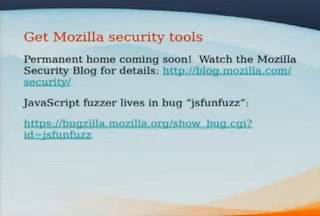 Get Mozilla security tools
Permanent home coming soon!  Watch the Mozilla
Security Blog for details: http://blog.mozilla.com/
security/
JavaScript fuzzer lives in bug “jsfunfuzz”:
https://bugzilla.mozilla.org/show_bug.cgi?
id=jsfunfuzz